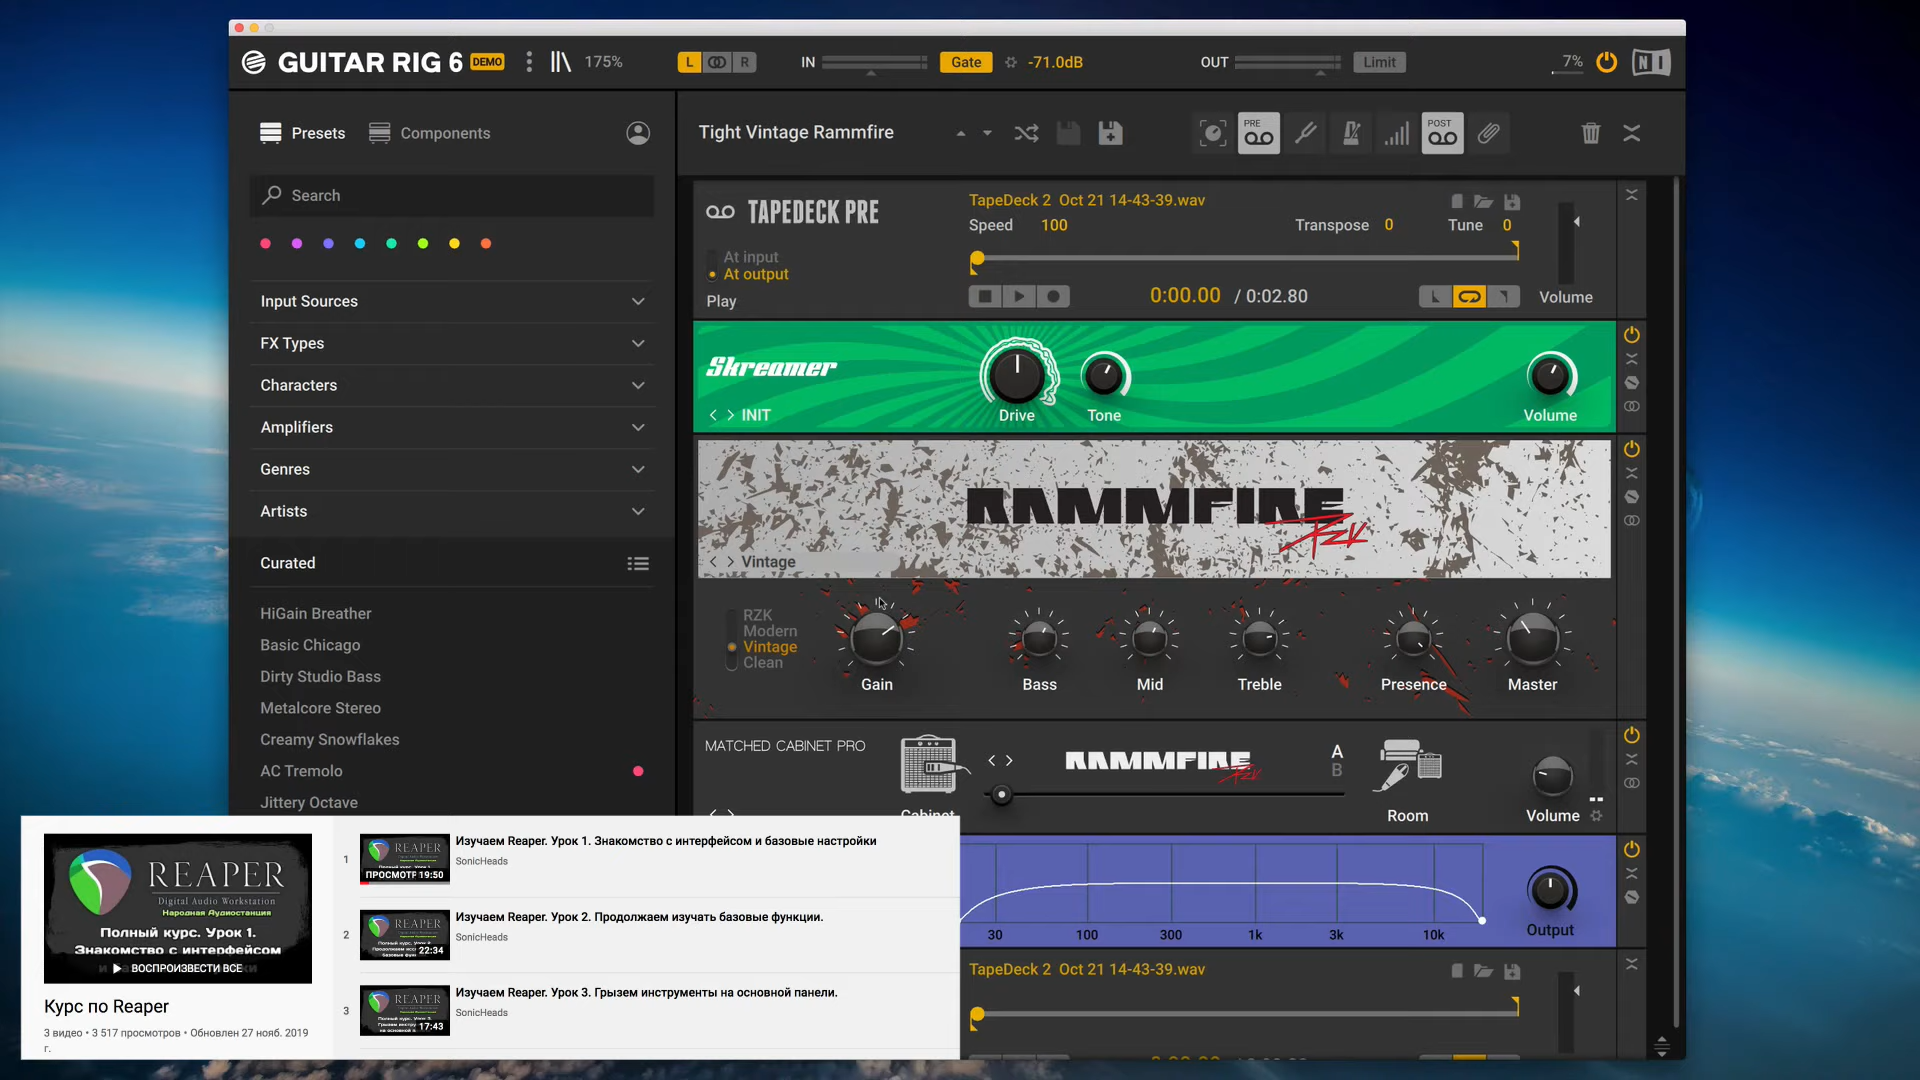 GUITAR RIG 6 DEMO
175%
L R
IN
Gate
-71.0dB
OUT
Limit
7%
NI
Presets
Components
Tight Vintage Rammfire
PRE
POST
Search
Input Sources
FX Types
Characters
Amplifiers
Genres
Artists
Curated
HiGain Breather
Basic Chicago
Dirty Studio Bass
Metalcore Stereo
Creamy Snowflakes
AC Tremolo
Jittery Octave
TAPEDECK PRE
TapeDeck 2 Oct 21 14-43-39.wav
Speed 100
Transpose 0
Tune 0
At input
At output
Play
0:00.00 / 0:02.80
Volume
Skreamer
INIT
Drive
Tone
Volume
RAMMFIRE
RZK
Vintage
RZK
Modern
Vintage
Clean
Gain
Bass
Mid
Treble
Presence
Master
MATCHED CABINET PRO
Cabinet
RAMMFIRE
RZK
A
B
Room
Volume
30 100 300 1k 3k 10k
Output
TapeDeck 2 Oct 21 14-43-39.wav
REAPER
Digital Audio Workstation
Народная Аудиостанция
Полный курс. Урок 1.
Знакомство с интерфейсом
ВОСПРОИЗВЕСТИ ВСЕ
Курс по Reaper
3 видео • 3 517 просмотров • Обновлен 27 нояб. 2019
г.
1
REAPER
ПРОСМОТР 19:50
Изучаем Reaper. Урок 1. Знакомство с интерфейсом и базовые настройки
SonicHeads
2
REAPER
22:34
Изучаем Reaper. Урок 2. Продолжаем изучать базовые функции.
SonicHeads
3
REAPER
17:43
Изучаем Reaper. Урок 3. Грызем инструменты на основной панели.
SonicHeads